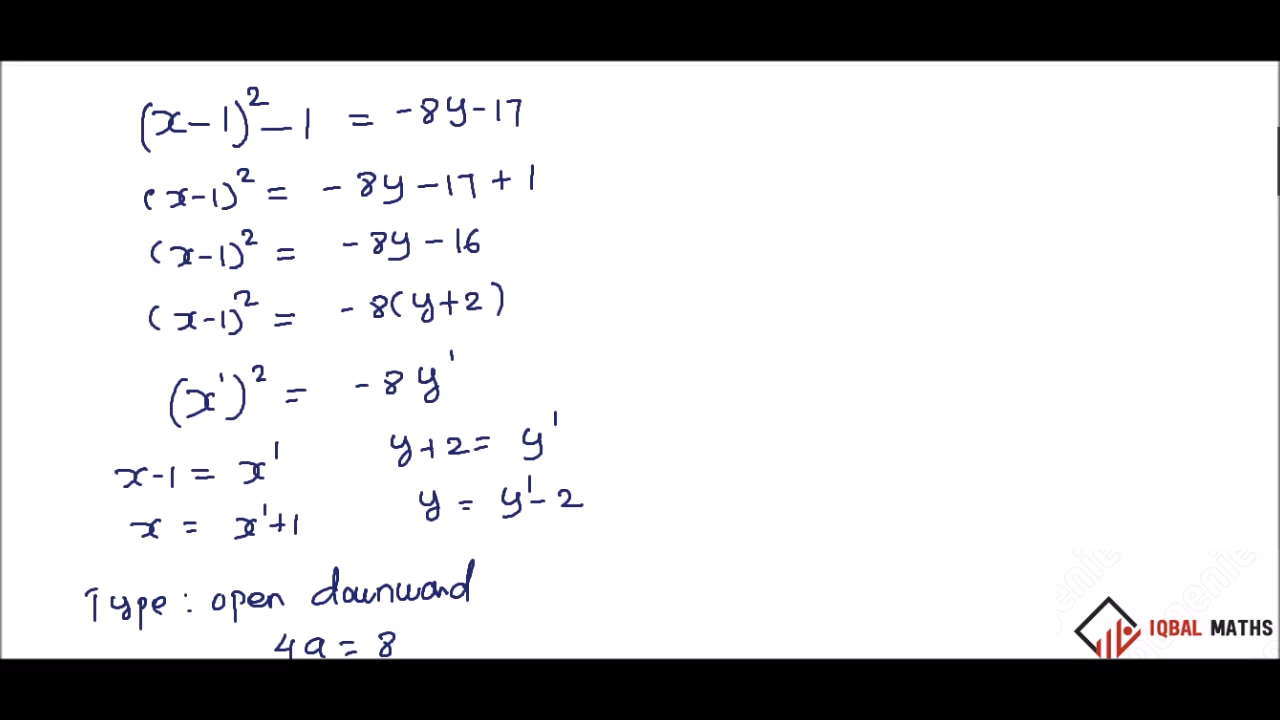 (x-1)² - 1 = -8y-17
(x-1)² = -8y-17+1
(x-1)² = -8y-16
(x-1)² = -8(y+2)
(x')² = -8y'
x-1 = x' y+2 = y'
x = x'+1 y = y'-2
Type: open downward
4a = 8
IQBAL MATHS